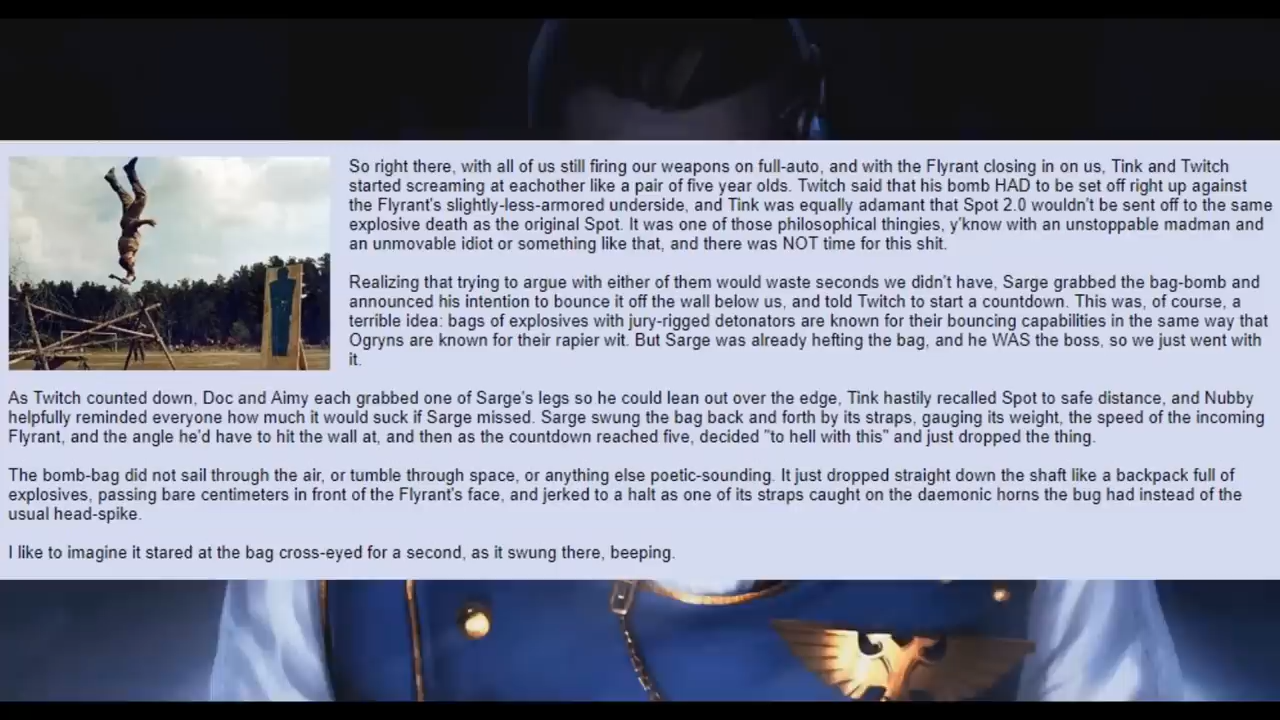 So right there, with all of us still firing our weapons on full-auto, and with the Flyrant closing in on us, Tink and Twitch
started screaming at eachother like a pair of five year olds. Twitch said that his bomb HAD to be set off right up against
the Flyrant's slightly-less-armored underside, and Tink was equally adamant that Spot 2.0 wouldn't be sent off to the same
explosive death as the original Spot. It was one of those philosophical thingies, y'know with an unstoppable madman and
an unmovable idiot or something like that, and there was NOT time for this shit.
Realizing that trying to argue with either of them would waste seconds we didn't have, Sarge grabbed the bag-bomb and
announced his intention to bounce it off the wall below us, and told Twitch to start a countdown. This was, of course, a
terrible idea: bags of explosives with jury-rigged detonators are known for their bouncing capabilities in the same way that
Ogryns are known for their rapier wit. But Sarge was already hefting the bag, and he WAS the boss, so we just went with
it.
As Twitch counted down, Doc and Aimy each grabbed one of Sarge's legs so he could lean out over the edge, Tink hastily recalled Spot to safe distance, and Nubby
helpfully reminded everyone how much it would suck if Sarge missed. Sarge swung the bag back and forth by its straps, gauging its weight, the speed of the incoming
Flyrant, and the angle he'd have to hit the wall at, and then as the countdown reached five, decided "to hell with this" and just dropped the thing.
The bomb-bag did not sail through the air, or tumble through space, or anything else poetic-sounding. It just dropped straight down the shaft like a backpack full of
explosives, passing bare centimeters in front of the Flyrant's face, and jerked to a halt as one of its straps caught on the daemonic horns the bug had instead of the
usual head-spike.
I like to imagine it stared at the bag cross-eyed for a second, as it swung there, beeping.